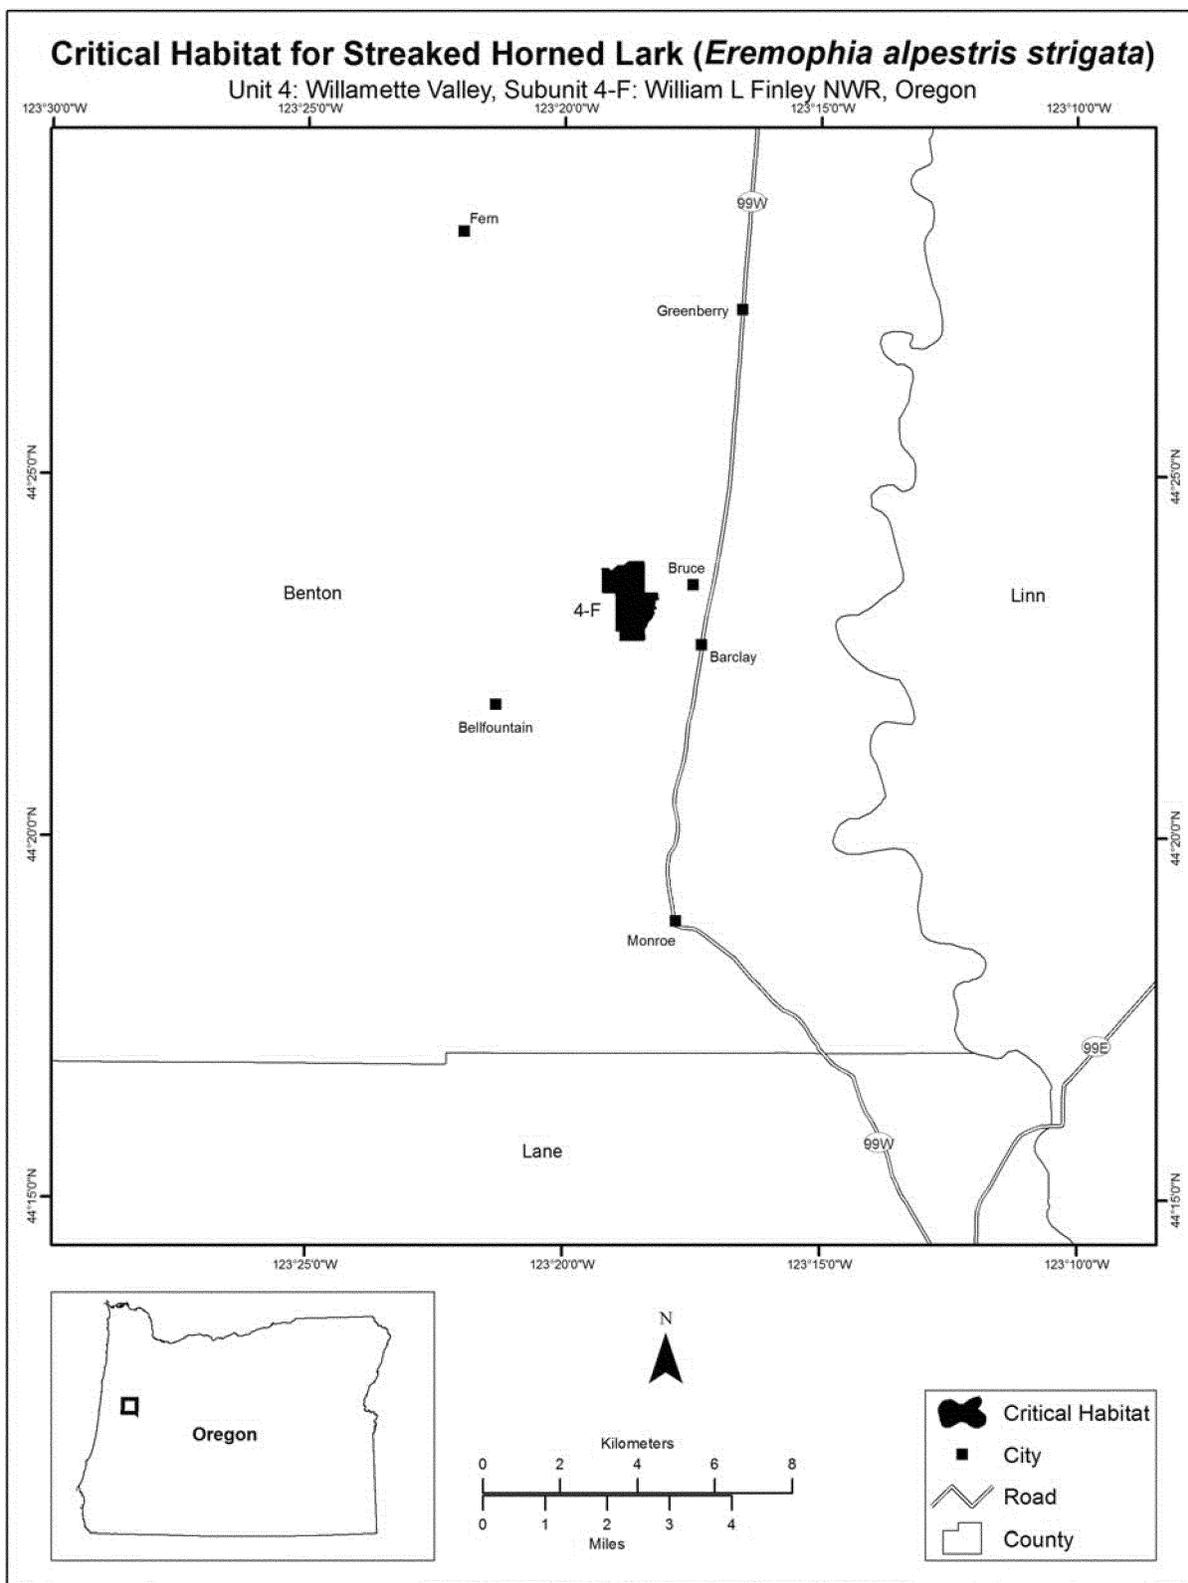 Critical Habitat for Streaked Horned Lark (Eremophia alpestris strigata)
Unit 4: Willamette Valley, Subunit 4-F: William L Finley NWR, Oregon
123°30'0"W 123°25'0"W 123°20'0"W 123°15'0"W 123°10'0"W
99W
Fern
Greenberry
44°25'0"N 44°25'0"N
Bruce
Benton
Linn
4-F
Barclay
Bellfountain
44°20'0"N 44°20'0"N
Monroe
99E
99W
Lane
44°15'0"N 44°15'0"N
123°25'0"W 123°20'0"W 123°15'0"W 123°10'0"W
N
Oregon
Kilometers
0 2 4 6 8
0 1 2 3 4
Miles
Critical Habitat
City
Road
County